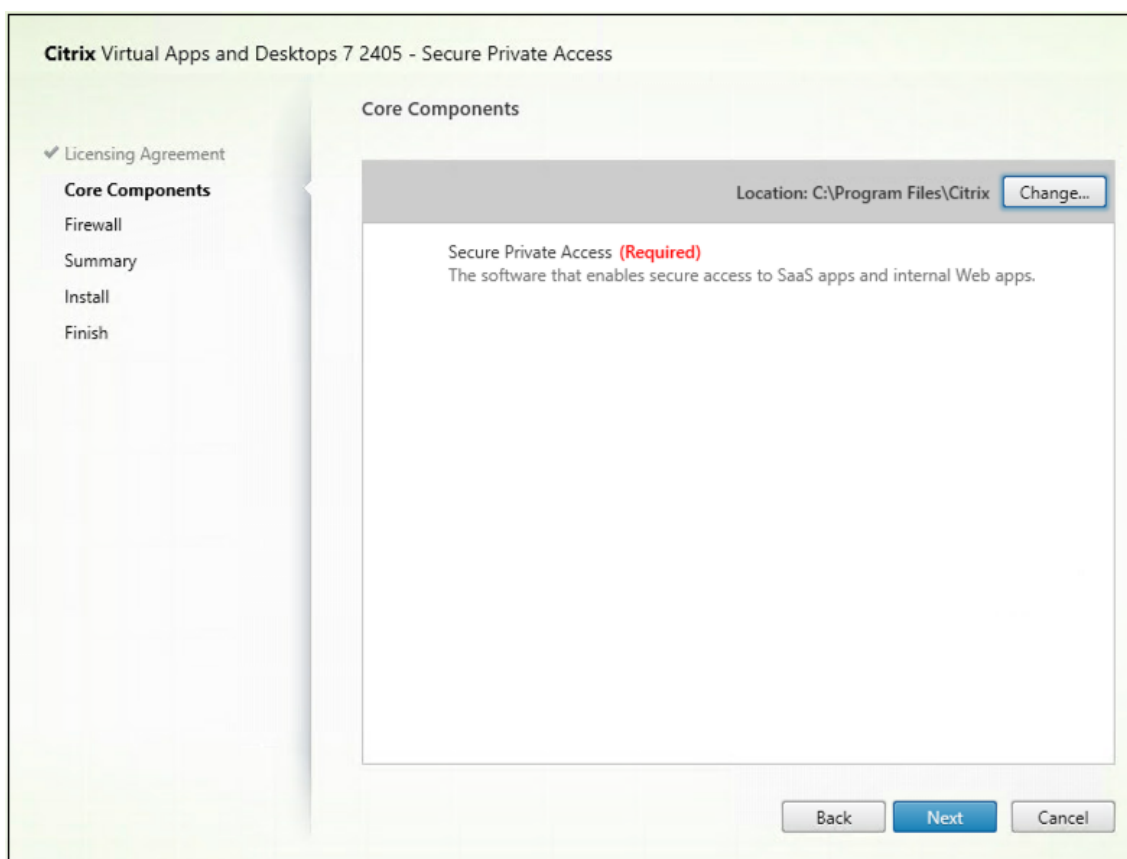 Citrix Virtual Apps and Desktops 7 2405 - Secure Private Access
Core Components
✔ Licensing Agreement
Core Components
Firewall
Summary
Install
Finish
Location: C:\Program Files\Citrix
Change...
Secure Private Access (Required)
The software that enables secure access to SaaS apps and internal Web apps.
Back
Next
Cancel